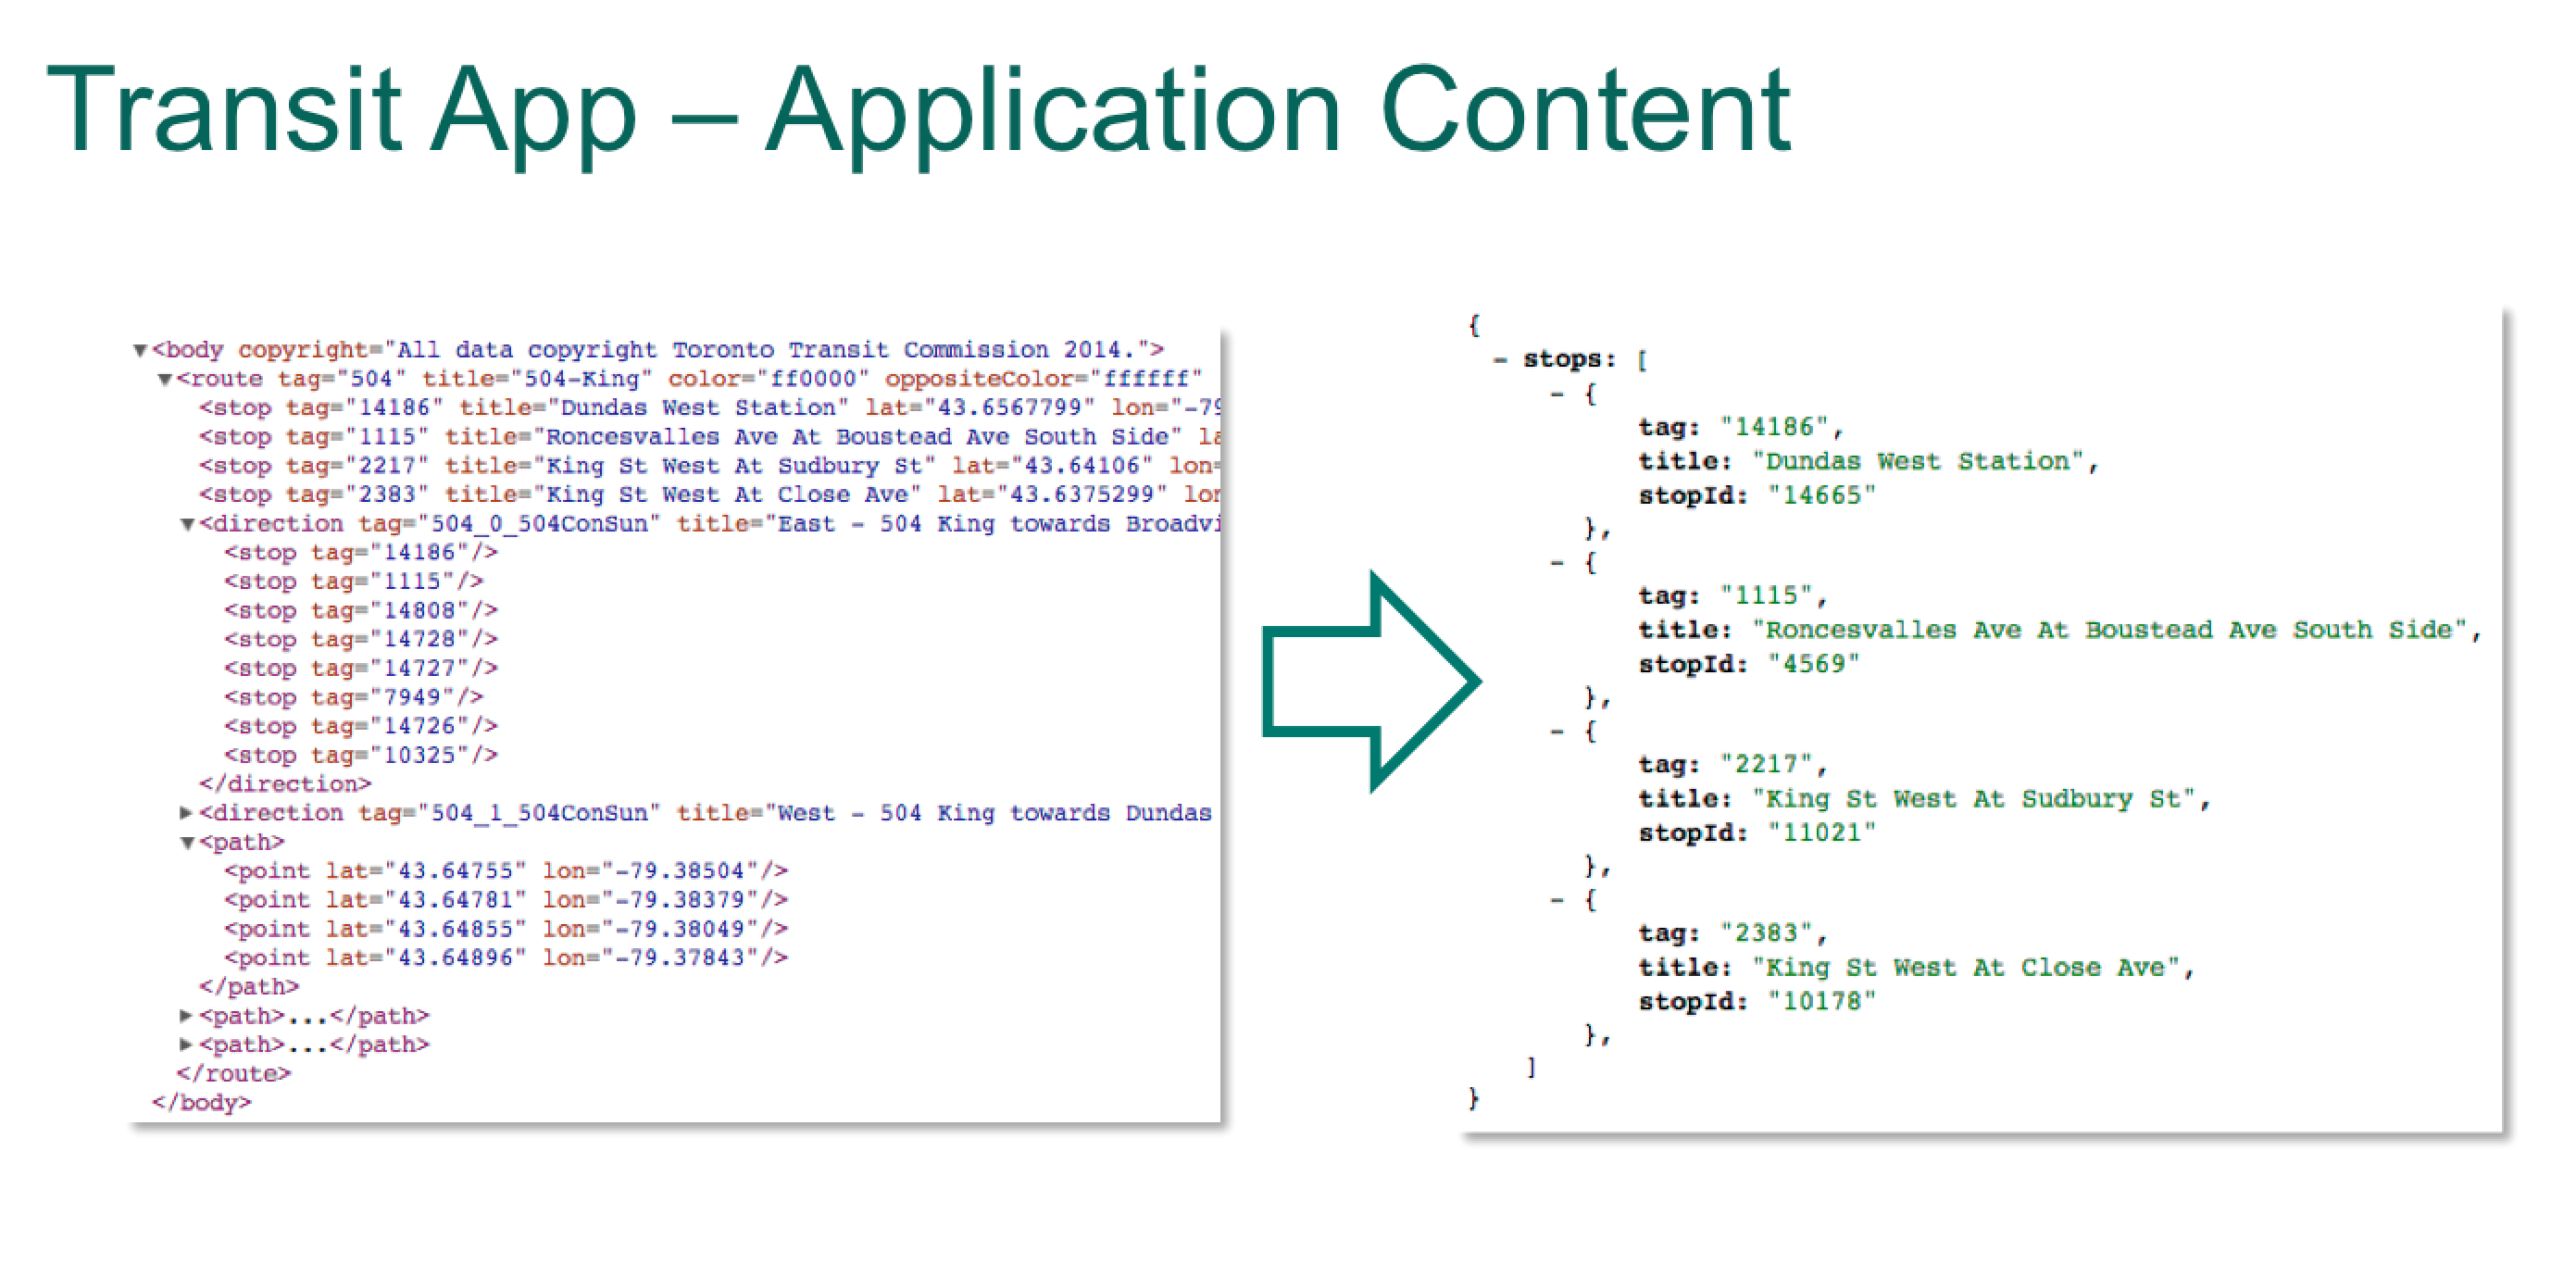 Transit App – Application Content
▼<body copyright="All data copyright Toronto Transit Commission 2014.">
▼<route tag="504" title="504-King" color="ff0000" oppositeColor="ffffff"
<stop tag="14186" title="Dundas West Station" lat="43.6567799" lon="-79
<stop tag="1115" title="Roncesvalles Ave At Boustead Ave South Side" la
<stop tag="2217" title="King St West At Sudbury St" lat="43.64106" lon=
<stop tag="2383" title="King St West At Close Ave" lat="43.6375299" lon
▼<direction tag="504_0_504ConSun" title="East - 504 King towards Broadvi
<stop tag="14186"/>
<stop tag="1115"/>
<stop tag="14808"/>
<stop tag="14728"/>
<stop tag="14727"/>
<stop tag="7949"/>
<stop tag="14726"/>
<stop tag="10325"/>
</direction>
▶<direction tag="504_1_504ConSun" title="West - 504 King towards Dundas
▼<path>
<point lat="43.64755" lon="-79.38504"/>
<point lat="43.64781" lon="-79.38379"/>
<point lat="43.64855" lon="-79.38049"/>
<point lat="43.64896" lon="-79.37843"/>
</path>
▶<path>...</path>
▶<path>...</path>
</route>
</body>
{
- stops: [
- {
tag: "14186",
title: "Dundas West Station",
stopId: "14665"
},
- {
tag: "1115",
title: "Roncesvalles Ave At Boustead Ave South Side",
stopId: "4569"
},
- {
tag: "2217",
title: "King St West At Sudbury St",
stopId: "11021"
},
- {
tag: "2383",
title: "King St West At Close Ave",
stopId: "10178"
},
]
}